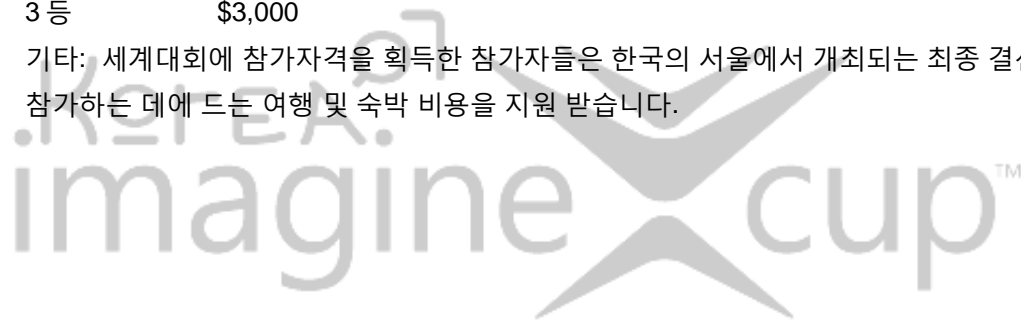 3 등 $3,000
기타: 세계대회에 참가자격을 획득한 참가자들은 한국의 서울에서 개최되는 최종
참가하는 데에 드는 여행 및 숙박 비용을 지원 받습니다.
.KOrEA.
imagine cup™